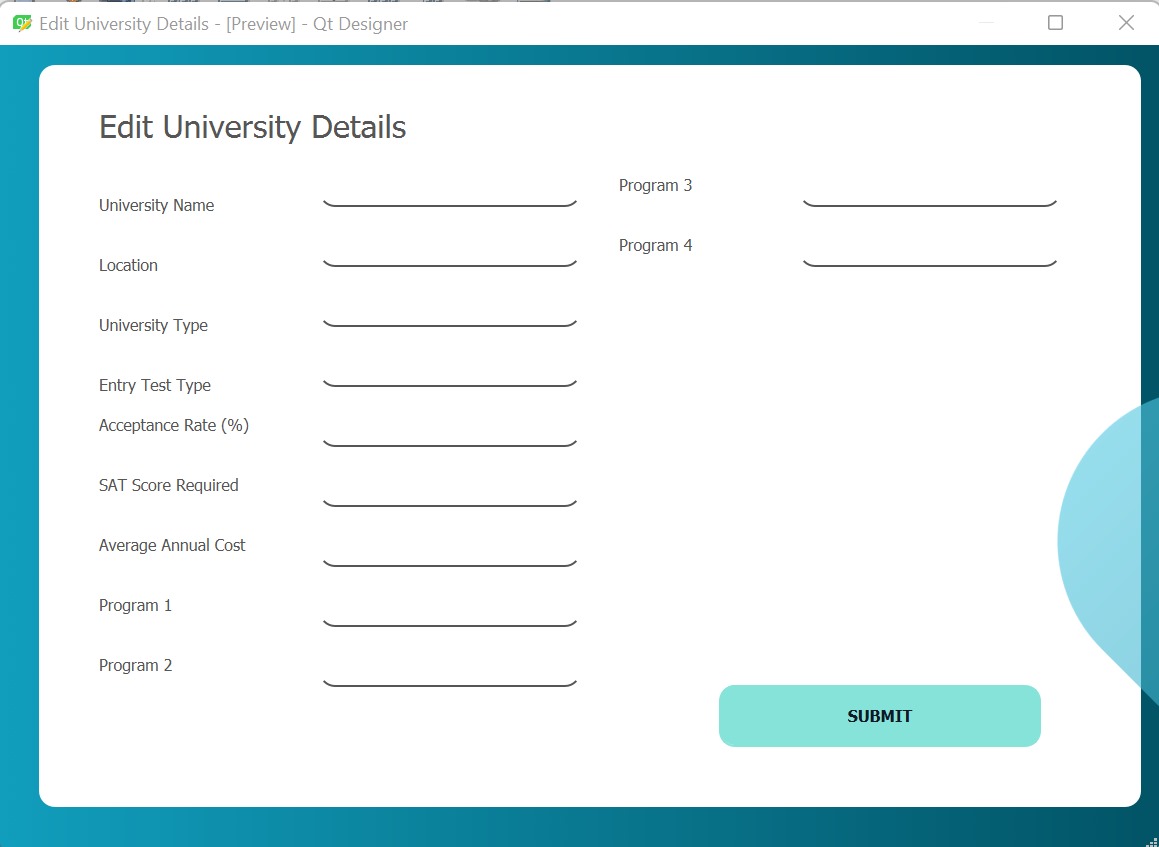 Edit University Details - [Preview] - Qt Designer
Edit University Details
University Name
Location
University Type
Entry Test Type
Acceptance Rate (%)
SAT Score Required
Average Annual Cost
Program 1
Program 2
Program 3
Program 4
SUBMIT